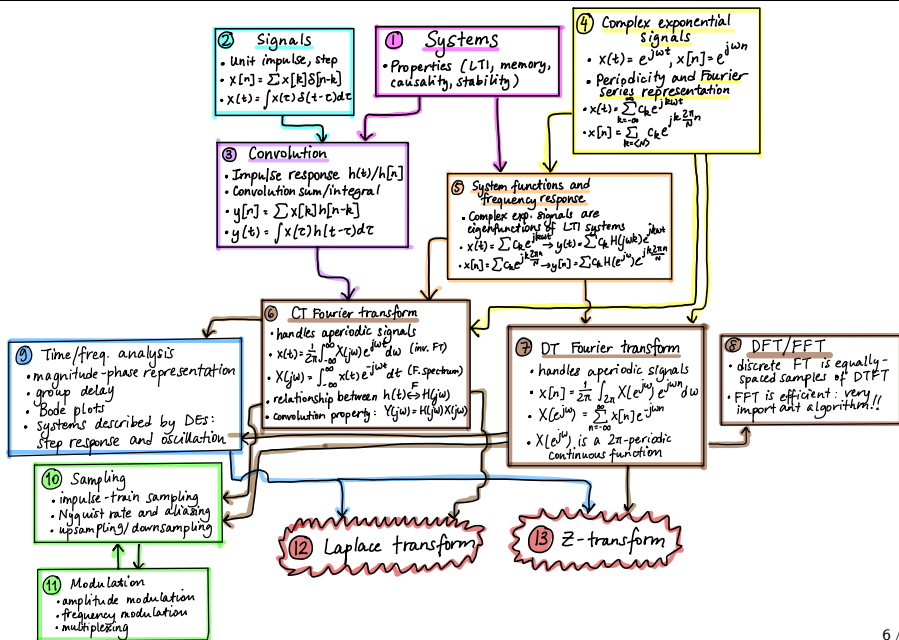 ② Signals
• Unit impulse, step
• x[n] = ∑x[k]δ[n-k]
• x(t) = ∫x(τ)δ(t-τ)dτ
① Systems
• Properties (LTI, memory,
causality, stability)
④ Complex exponential
signals
• x(t) = e^{jωt}, x[n] = e^{jωn}
• Periodicity and Fourier
Series representation
• x(t) = ∑_{k=-∞}^{∞} c_k e^{jkωt}
• x[n] = ∑_{k=<N>} c_k e^{jk 2π/N n}
③ Convolution
• Impulse response h(t)/h[n]
• Convolution sum/integral
• y[n] = ∑x[k]h[n-k]
• y(t) = ∫x(τ)h(t-τ)dτ
⑤ System functions and
frequency response
• Complex exp. signals are
eigenfunctions of LTI systems
• x(t) = ∑c_k e^{jkωt} → y(t) = ∑c_k H(jωk)e^{jkωt}
• x[n] = ∑c_k e^{jk 2πn/N} → y[n] = ∑c_k H(e^{jω})e^{jk 2πn/N}
⑥ CT Fourier transform
• handles aperiodic signals
• x(t) = 1/2π ∫_{-∞}^{∞} X(jω)e^{jωt}dω (inv. FT)
• X(jω) = ∫_{-∞}^{∞} x(t)e^{-jωt}dt (F. spectrum)
• relationship between h(t) F↔ H(jω)
• convolution property: Y(jω) = H(jω)X(jω)
⑦ DT Fourier transform
• handles aperiodic signals
• x[n] = 1/2π ∫_{2π} X(e^{jω})e^{jωn}dω
• X(e^{jω}) = ∑_{n=-∞}^{∞} x[n]e^{-jωn}
• X(e^{jω}) is a 2π-periodic
continuous function
⑧ DFT/FFT
• discrete FT is equally-
spaced samples of DTFT
• FFT is efficient: very
important algorithm!!
⑨ Time/freq. analysis
• magnitude-phase representation
• group delay
• Bode plots
• Systems described by DEs:
step response and oscillation
⑩ Sampling
• impulse-train sampling
• Nyquist rate and aliasing
• upsampling/downsampling
⑪ Modulation
• amplitude modulation
• frequency modulation
• multiplexing
⑫ Laplace transform
⑬ Z-transform
6 /